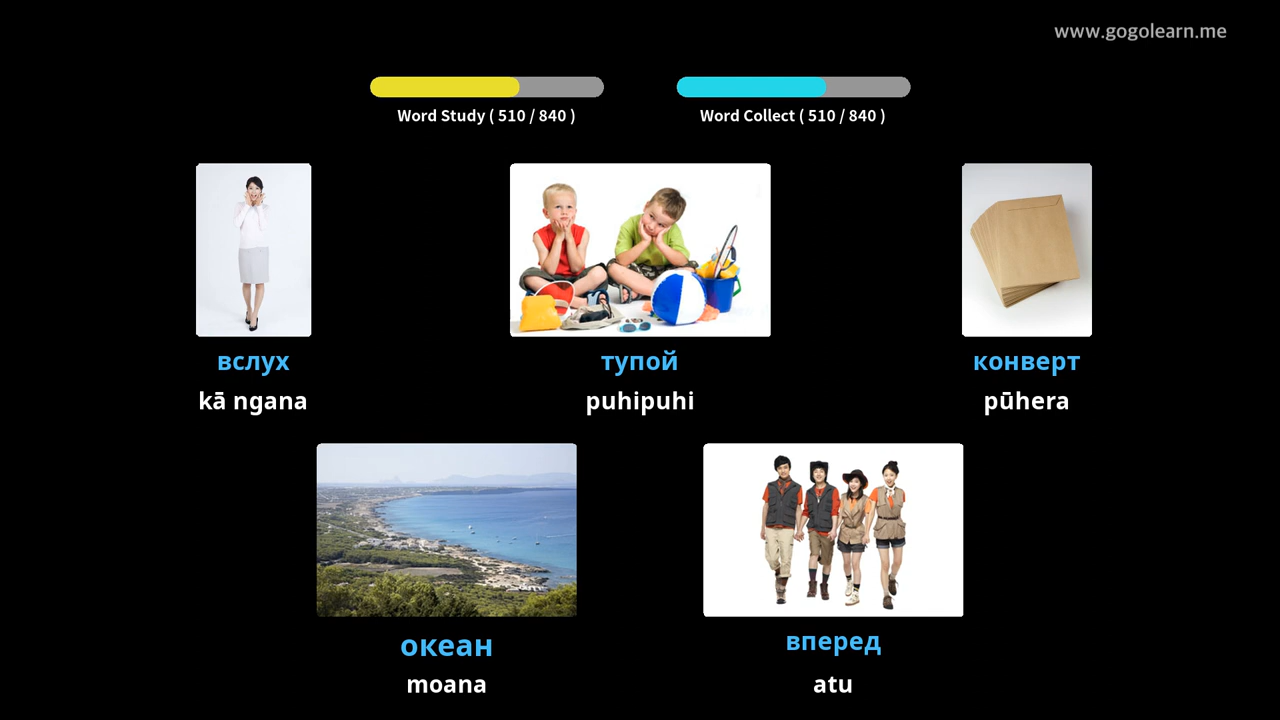 www.gogolearn.me
Word Study ( 510 / 840 )
Word Collect ( 510 / 840 )
вслух
kā ngana
тупой
puhipuhi
конверт
pūhera
океан
moana
вперед
atu